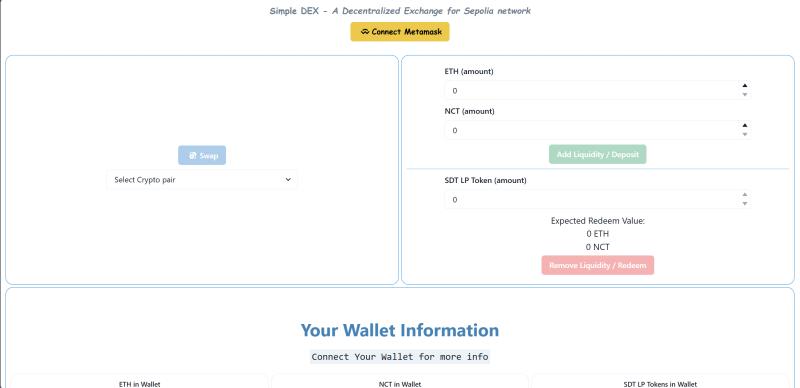 Simple DEX - A Decentralized Exchange for Sepolia network
Connect Metamask
Swap
Select Crypto pair
ETH (amount)
0
NCT (amount)
0
Add Liquidity / Deposit
SDT LP Token (amount)
0
Expected Redeem Value:
0 ETH
0 NCT
Remove Liquidity / Redeem
Your Wallet Information
Connect Your Wallet for more info
ETH in Wallet
NCT in Wallet
SDT LP Tokens in Wallet